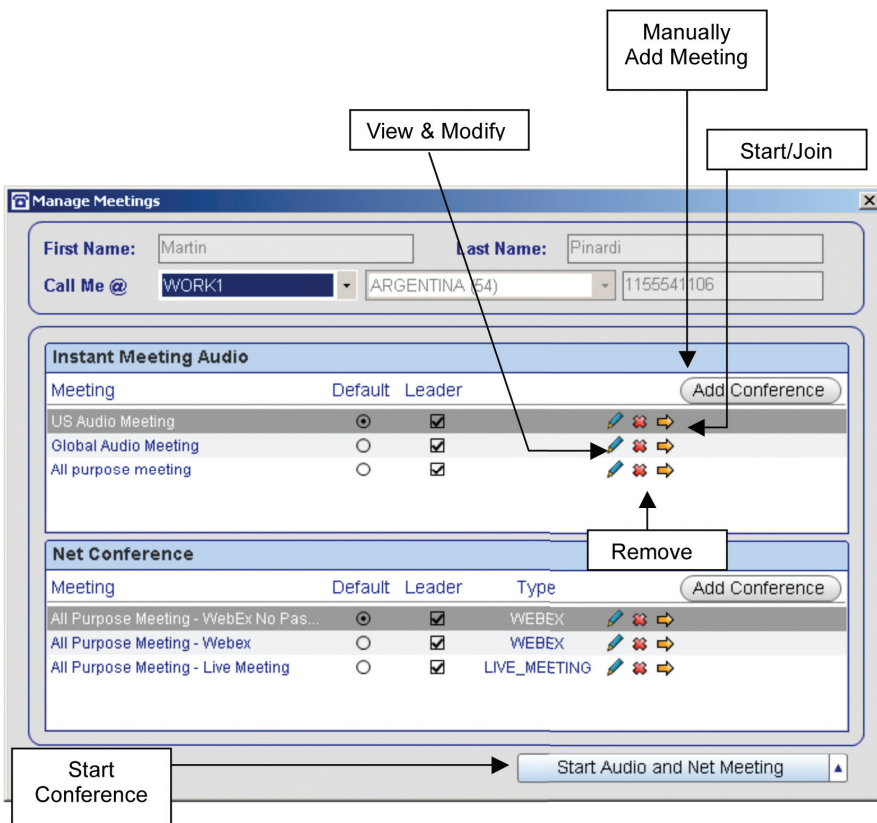 Manually
Add Meeting
View & Modify
Start/Join
Manage Meetings
First Name: Martin Last Name: Pinardi
Call Me @ WORK1 ARGENTINA (54) 1155541106
Instant Meeting Audio
Meeting Default Leader Add Conference
US Audio Meeting
Global Audio Meeting
All purpose meeting
Remove
Net Conference
Meeting Default Leader Type Add Conference
All Purpose Meeting - WebEx No Pas... WEBEX
All Purpose Meeting - Webex WEBEX
All Purpose Meeting - Live Meeting LIVE_MEETING
Start Audio and Net Meeting
Start
Conference